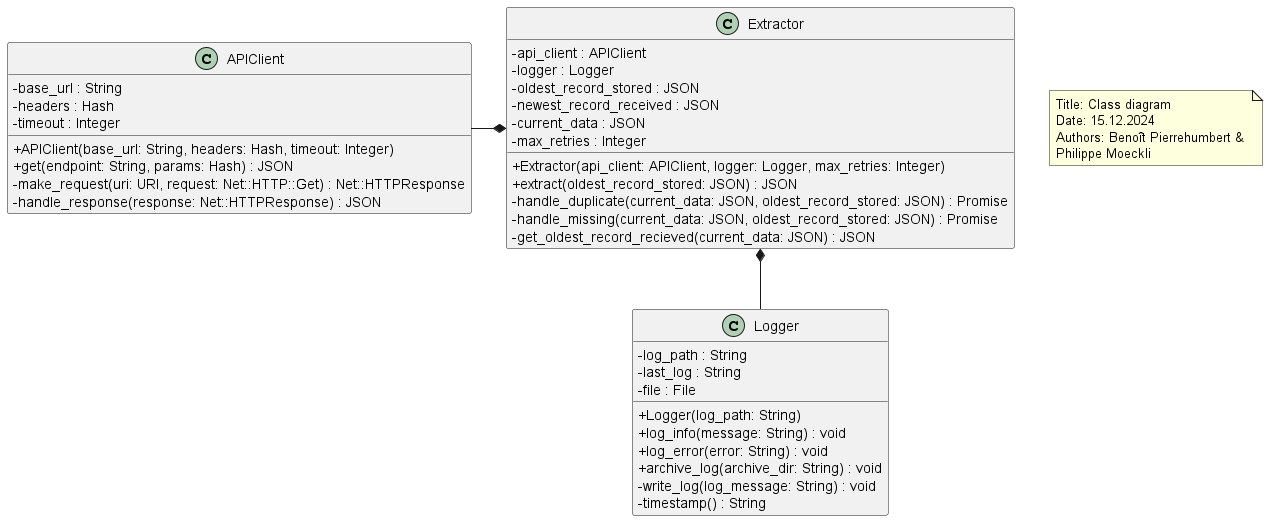 C APIClient
-base_url : String
-headers : Hash
-timeout : Integer
+APIClient(base_url: String, headers: Hash, timeout: Integer)
+get(endpoint: String, params: Hash) : JSON
-make_request(uri: URI, request: Net::HTTP::Get) : Net::HTTPResponse
-handle_response(response: Net::HTTPResponse) : JSON
C Extractor
-api_client : APIClient
-logger : Logger
-oldest_record_stored : JSON
-newest_record_received : JSON
-current_data : JSON
-max_retries : Integer
+Extractor(api_client: APIClient, logger: Logger, max_retries: Integer)
+extract(oldest_record_stored: JSON) : JSON
-handle_duplicate(current_data: JSON, oldest_record_stored: JSON) : Promise
-handle_missing(current_data: JSON, oldest_record_stored: JSON) : Promise
-get_oldest_record_recieved(current_data: JSON) : JSON
Title: Class diagram
Date: 15.12.2024
Authors: Benoît Pierrehumbert &
Philippe Moeckli
C Logger
-log_path : String
-last_log : String
-file : File
+Logger(log_path: String)
+log_info(message: String) : void
+log_error(error: String) : void
+archive_log(archive_dir: String) : void
-write_log(log_message: String) : void
-timestamp() : String